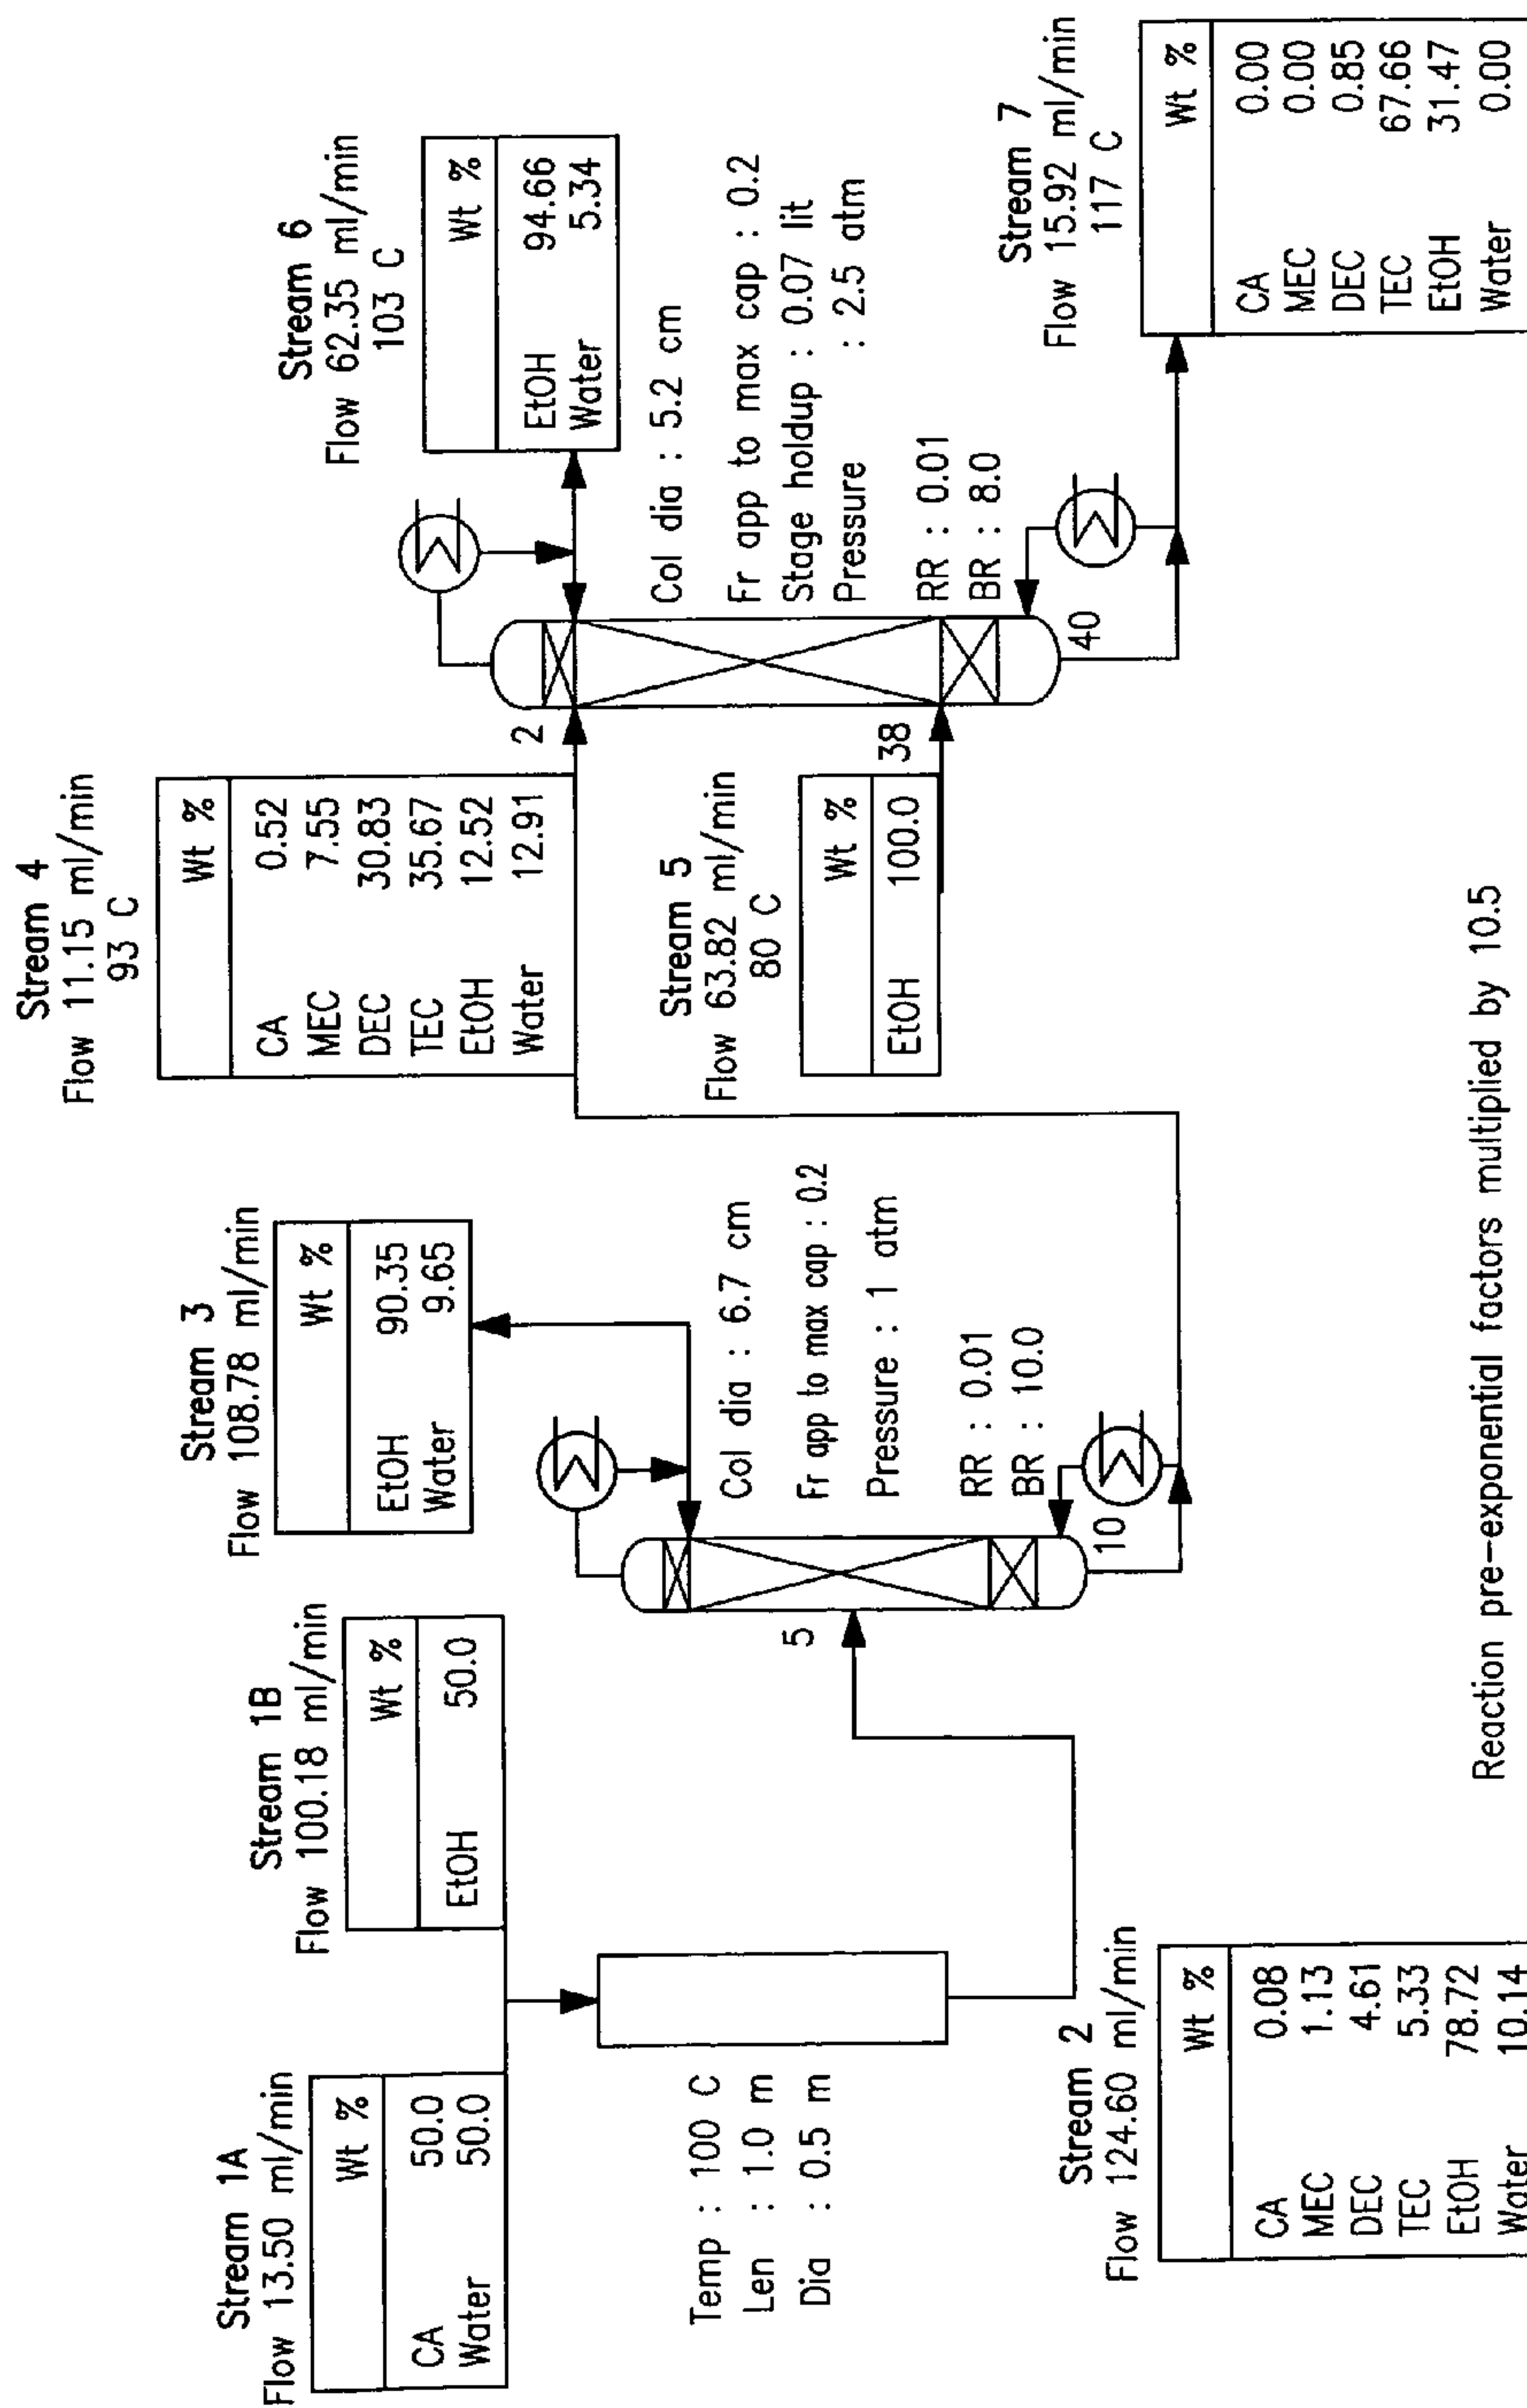 Stream 1A
Flow 13.50 ml/min
Wt %
CA 50.0
Water 50.0
Stream 1B
Flow 100.18 ml/min
Wt %
EtOH 50.0
Temp : 100 C
Len : 1.0 m
Dia : 0.5 m
Stream 2
Flow 124.60 ml/min
Wt %
CA 0.08
MEC 1.13
DEC 4.61
TEC 5.33
EtOH 78.72
Water 10.14
Stream 3
Flow 108.78 ml/min
Wt %
EtOH 90.35
Water 9.65
5
Col dia : 6.7 cm
Fr app to max cap : 0.2
Pressure : 1 atm
RR : 0.01
BR : 10.0
10
Stream 4
Flow 11.15 ml/min
93 C
Wt %
CA 0.52
MEC 7.55
DEC 30.83
TEC 35.67
EtOH 12.52
Water 12.91
2
Stream 5
Flow 63.82 ml/min
80 C
Wt %
EtOH 100.0
38
Stream 6
Flow 62.35 ml/min
103 C
Wt %
EtOH 94.66
Water 5.34
Col dia : 5.2 cm
Fr app to max cap : 0.2
Stage holdup : 0.07 lit
Pressure : 2.5 atm
RR : 0.01
BR : 8.0
40
Stream 7
Flow 15.92 ml/min
117 C
Wt %
CA 0.00
MEC 0.00
DEC 0.85
TEC 67.66
EtOH 31.47
Water 0.00
Reaction pre-exponential factors multiplied by 10.5